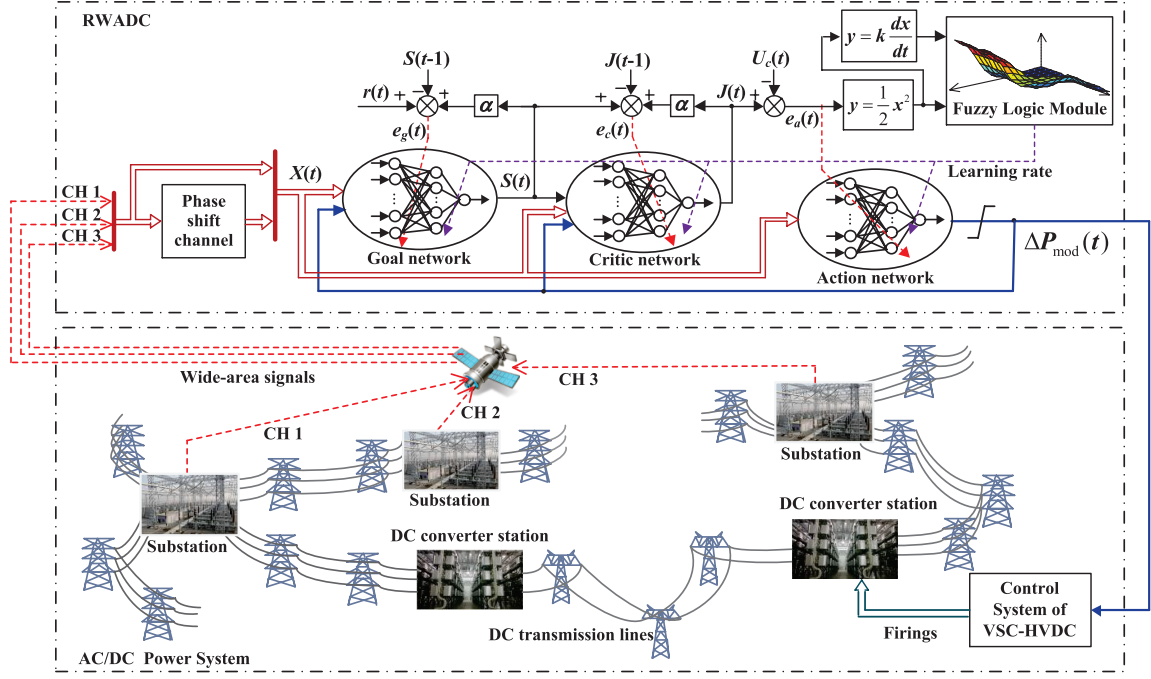 RWADC
S(t-1)
J(t-1)
U_c(t)
y = k dx/dt
r(t)
+
-
+
α
+
-
+
α
J(t)
+
-
e_g(t)
e_c(t)
e_a(t)
y = 1/2 x²
Fuzzy Logic Module
CH 1
CH 2
CH 3
Phase
shift
channel
X(t)
S(t)
Learning rate
Goal network
Critic network
Action network
ΔP_mod(t)
Wide-area signals
CH 1
CH 2
CH 3
Substation
Substation
Substation
DC converter station
DC converter station
DC transmission lines
Firings
Control
System of
VSC-HVDC
AC/DC Power System